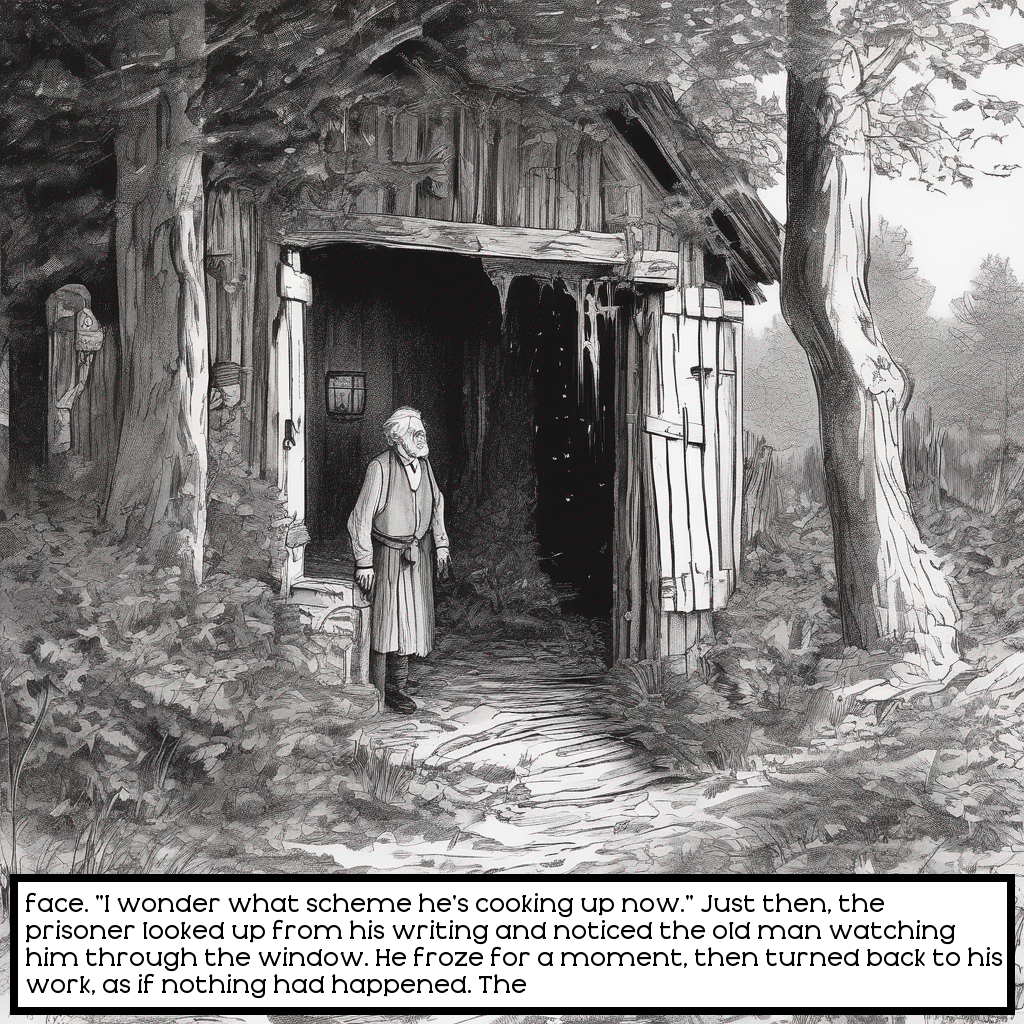 face. "I wonder what scheme he's cooking up now." Just then, the
prisoner looked up from his writing and noticed the old man watching
him through the window. He froze for a moment, then turned back to his
work, as if nothing had happened. The